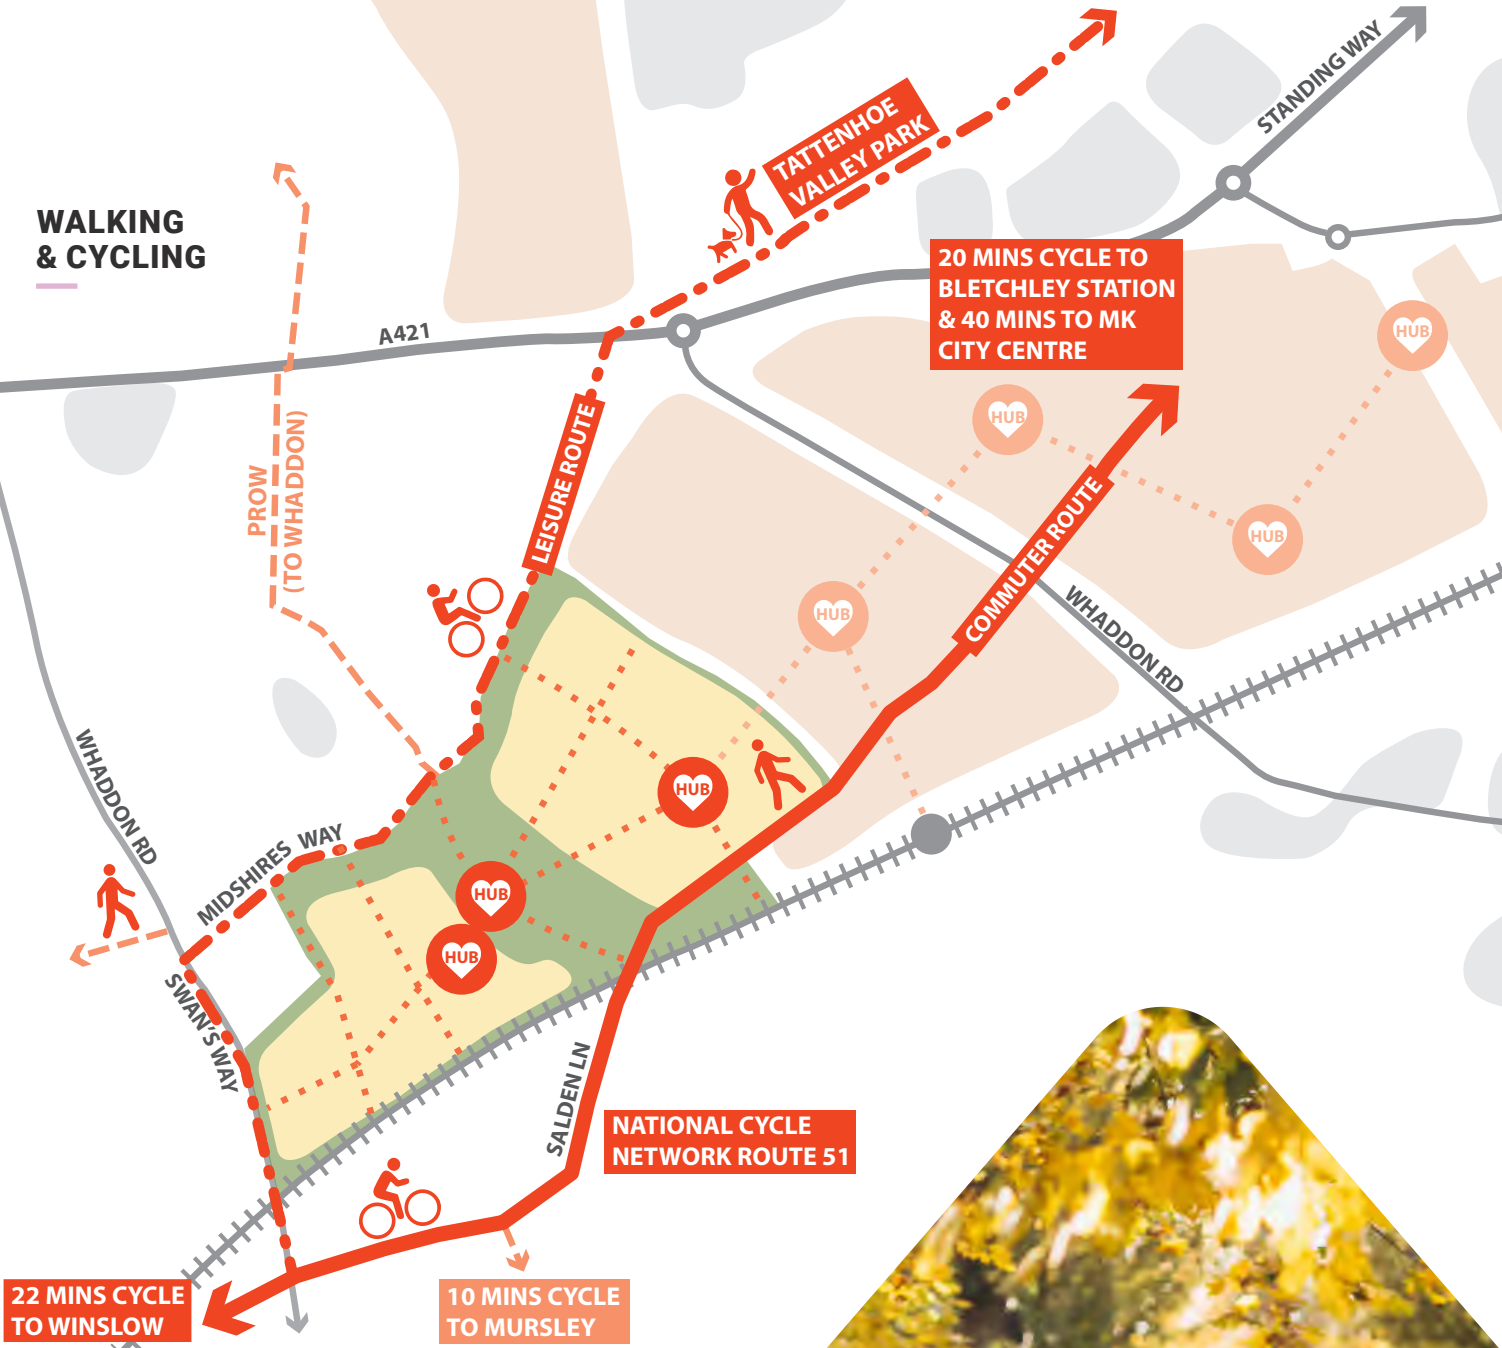 WALKING
& CYCLING
TATTENHOE
VALLEY PARK
STANDING WAY
A421
20 MINS CYCLE TO
BLETCHLEY STATION
& 40 MINS TO MK
CITY CENTRE
HUB
HUB
HUB
HUB
PROW
(TO WHADDON)
LEISURE ROUTE
COMMUTER ROUTE
WHADDON RD
WHADDON RD
HUB
HUB
HUB
MIDSHIRES WAY
SWAN'S WAY
SALDEN LN
NATIONAL CYCLE
NETWORK ROUTE 51
22 MINS CYCLE
TO WINSLOW
10 MINS CYCLE
TO MURSLEY